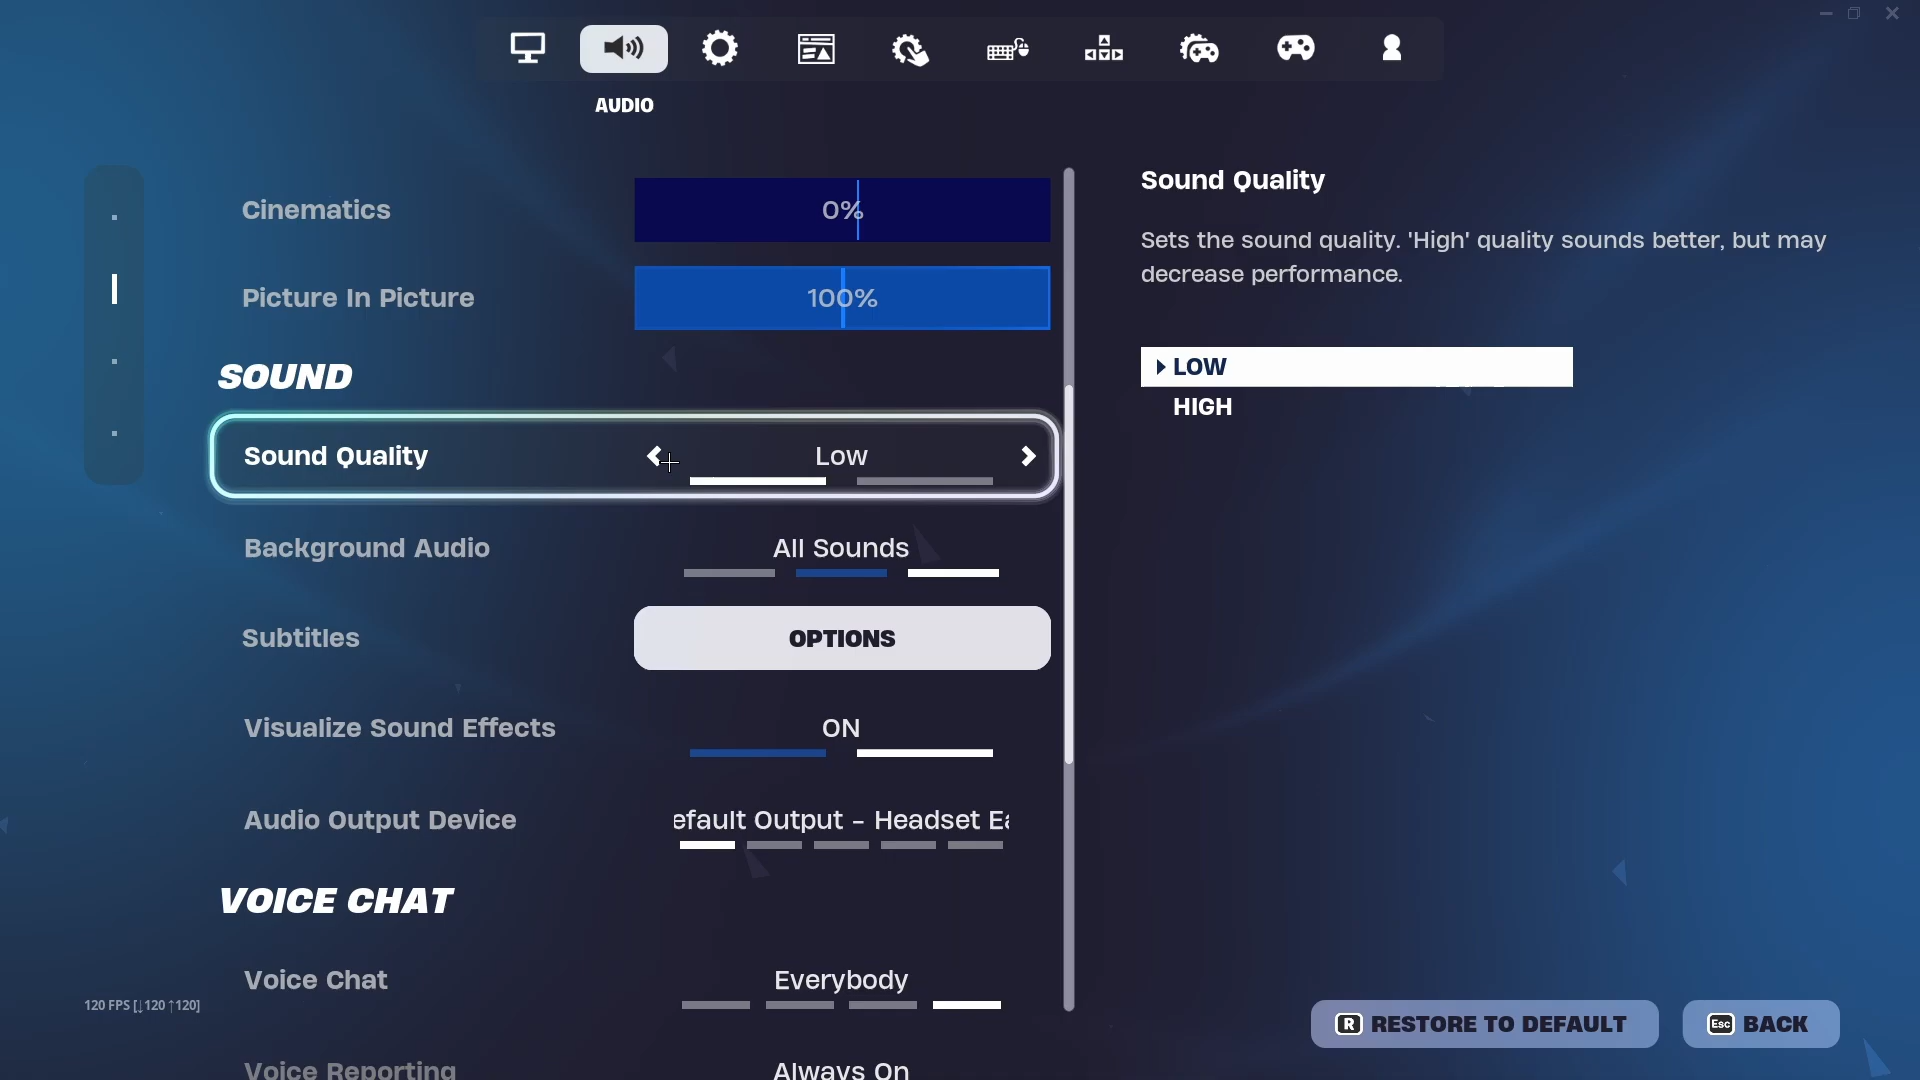 AUDIO
Cinematics
0%
Picture In Picture
100%
SOUND
Sound Quality
Low
Background Audio
All Sounds
Subtitles
OPTIONS
Visualize Sound Effects
ON
Audio Output Device
efault Output - Headset Ea
VOICE CHAT
Voice Chat
Everybody
Voice Reporting
Always On
120 FPS [↓120 ↑120]
Sound Quality
Sets the sound quality. 'High' quality sounds better, but may
decrease performance.
LOW
HIGH
R RESTORE TO DEFAULT
Esc BACK